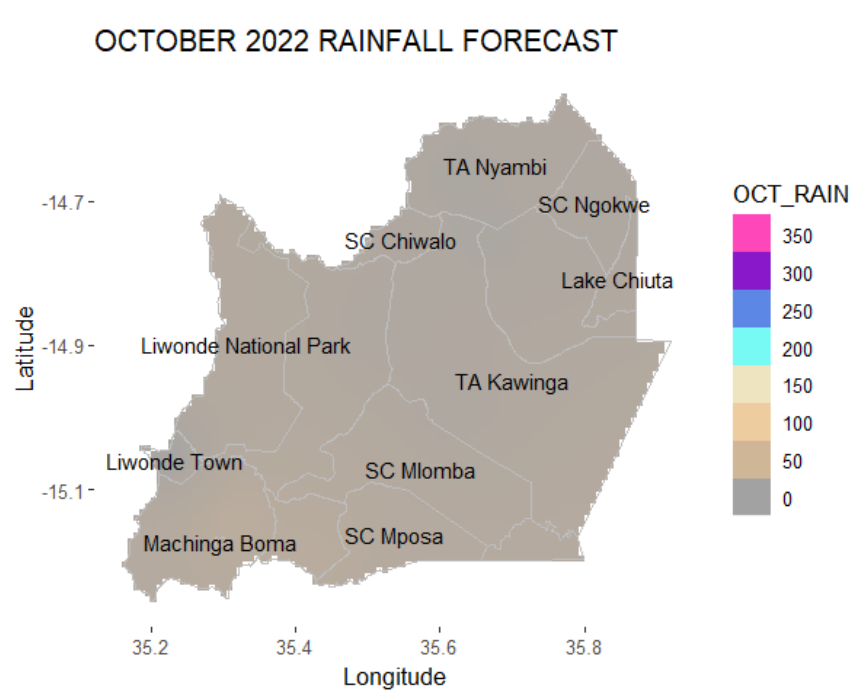 OCTOBER 2022 RAINFALL FORECAST
TA Nyambi
SC Ngokwe
SC Chiwalo
Lake Chiuta
Liwonde National Park
TA Kawinga
Liwonde Town
SC Mlomba
SC Mposa
Machinga Boma
Latitude
-14.7
-14.9
-15.1
35.2
35.4
35.6
35.8
Longitude
OCT_RAIN
350
300
250
200
150
100
50
0